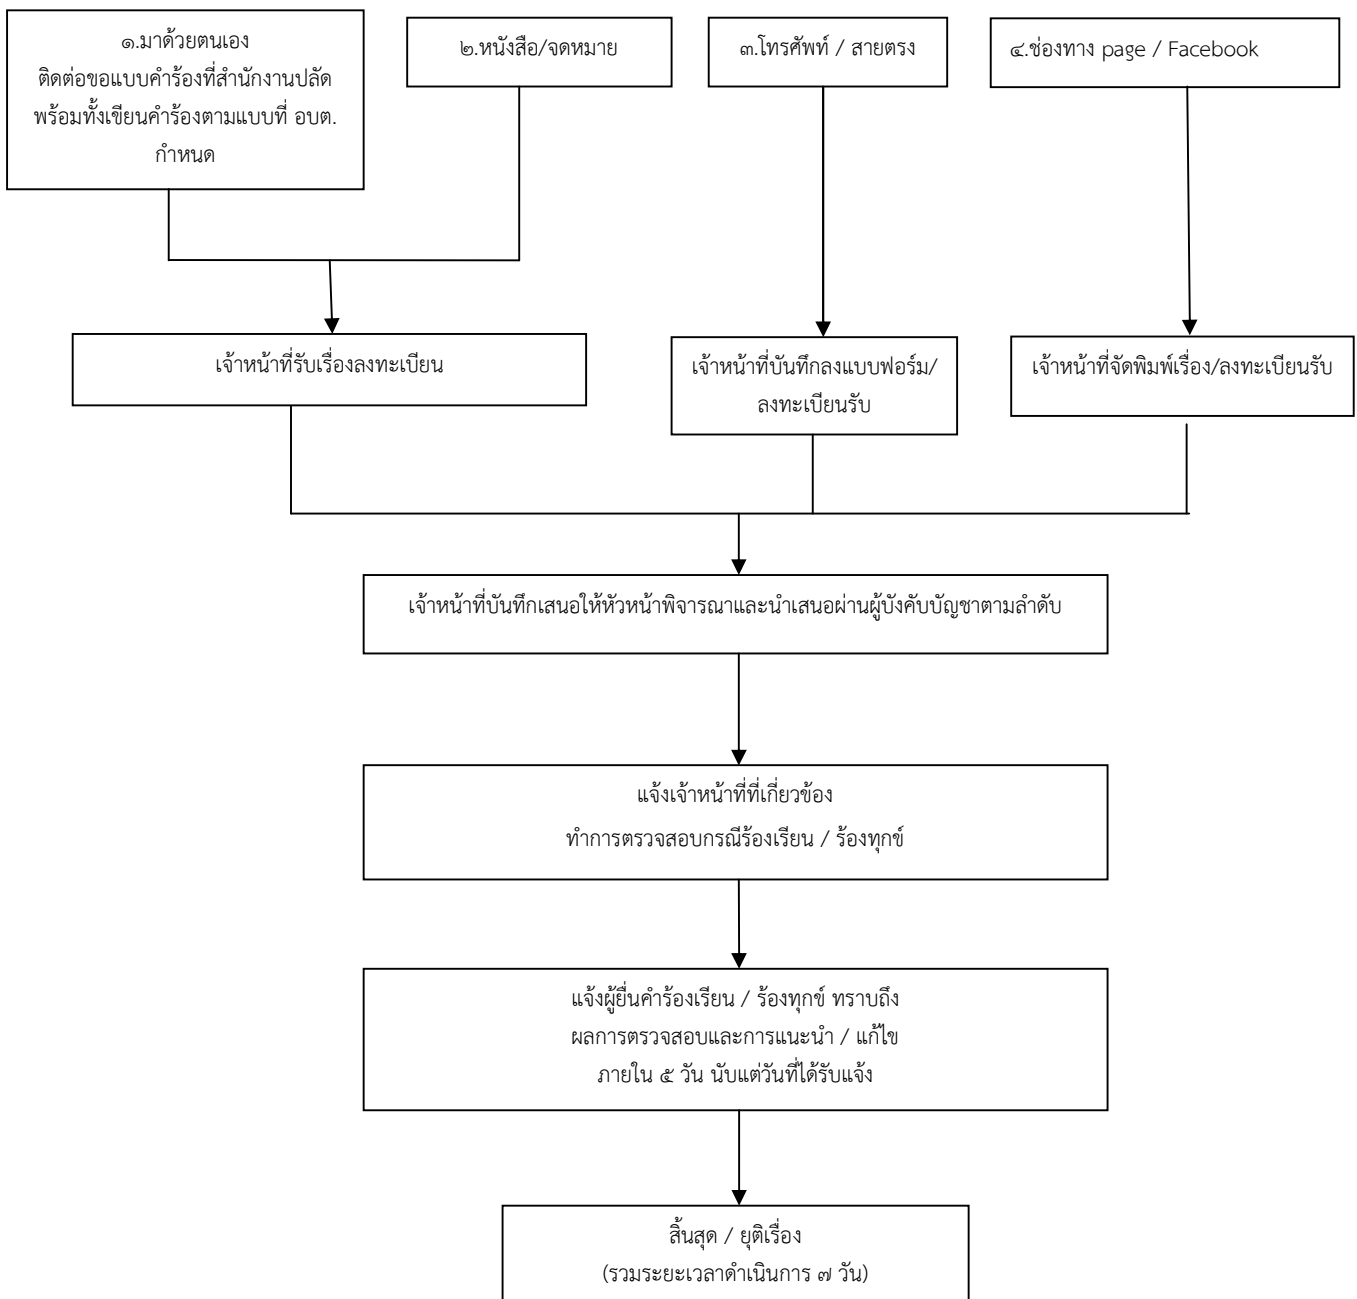 ๑.มาด้วยตนเอง
ติดต่อขอแบบคำร้องที่สำนักงานปลัด
พร้อมทั้งเขียนคำร้องตามแบบที่ อบต.
กำหนด
๒.หนังสือ/จดหมาย
๓.โทรศัพท์ / สายตรง
๔.ช่องทาง page / Facebook
เจ้าหน้าที่รับเรื่องลงทะเบียน
เจ้าหน้าที่บันทึกลงแบบฟอร์ม/
ลงทะเบียนรับ
เจ้าหน้าที่จัดพิมพ์เรื่อง/ลงทะเบียนรับ
เจ้าหน้าที่บันทึกเสนอให้หัวหน้าพิจารณาและนำเสนอผ่านผู้บังคับบัญชาตามลำดับ
แจ้งเจ้าหน้าที่ที่เกี่ยวข้อง
ทำการตรวจสอบกรณีร้องเรียน / ร้องทุกข์
แจ้งผู้ยื่นคำร้องเรียน / ร้องทุกข์ ทราบถึง
ผลการตรวจสอบและการแนะนำ / แก้ไข
ภายใน ๕ วัน นับแต่วันที่ได้รับแจ้ง
สิ้นสุด / ยุติเรื่อง
(รวมระยะเวลาดำเนินการ ๗ วัน)